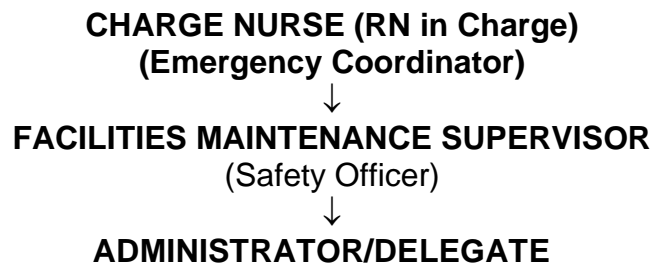 CHARGE NURSE (RN in Charge)
(Emergency Coordinator)
↓
FACILITIES MAINTENANCE SUPERVISOR
(Safety Officer)
↓
ADMINISTRATOR/DELEGATE